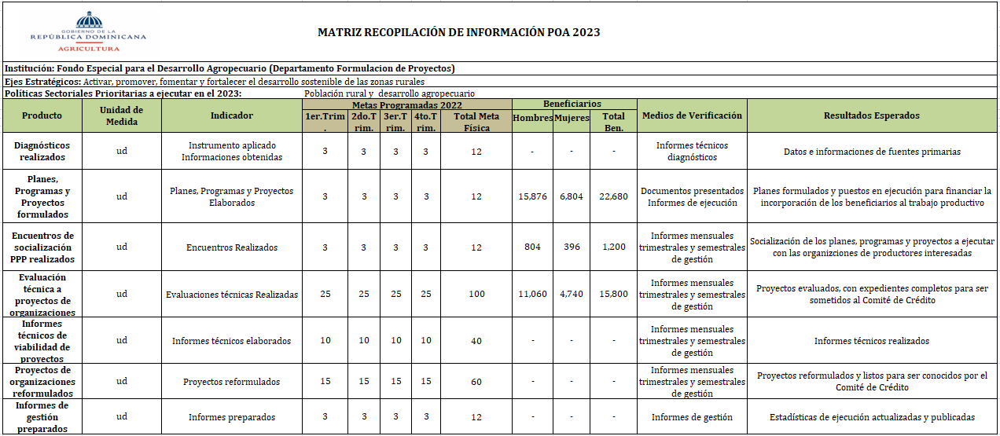 GOBIERNO DE LA
REPÚBLICA DOMINICANA
AGRICULTURA
MATRIZ RECOPILACIÓN DE INFORMACIÓN POA 2023
Institución: Fondo Especial para el Desarrollo Agropecuario (Departamento Formulacion de Proyectos)
Ejes Estratégicos: Activar, promover, fomentar y fortalecer el desarrollo sostenible de las zonas rurales
Políticas Sectoriales Prioritarias a ejecutar en el 2023: Población rural y desarrollo agropecuario
Producto
Unidad de
Medida
Indicador
Metas Programadas 2022
1er.Trim
.
2do.T
rim.
3er.T
rim.
4to.T
rim.
Total Meta
Física
Beneficiarios
Hombres
Mujeres
Total
Ben.
Medios de Verificación
Resultados Esperados
Diagnósticos
realizados
ud
Instrumento aplicado
Informaciones obtenidas
3 3 3 3 12 - - -
Informes técnicos
diagnósticos
Datos e informaciones de fuentes primarias
Planes,
Programas y
Proyectos
formulados
ud
Planes, Programas y Proyectos
Elaborados
3 3 3 3 12 15,876 6,804 22,680
Documentos presentados
Informes de ejecución
Planes formulados y puestos en ejecución para financiar la
incorporación de los beneficiarios al trabajo productivo
Encuentros de
socialización
PPP realizados
ud
Encuentros Realizados
3 3 3 3 12 804 396 1,200
Informes mensuales
trimestrales y semestrales
de gestión
Socialización de los planes, programas y proyectos a ejecutar
con las organizciones de productores interesadas
Evaluación
técnica a
proyectos de
organizaciones
ud
Evaluaciones técnicas Realizadas
25 25 25 25 100 11,060 4,740 15,800
Informes mensuales
trimestrales y semestrales
de gestión
Proyectos evaluados, con expedientes completos para ser
sometidos al Comité de Crédito
Informes
técnicos de
viabilidad de
proyectos
ud
Informes técnicos elaborados
10 10 10 10 40 - - -
Informes mensuales
trimestrales y semestrales
de gestión
Informes técnicos realizados
Proyectos de
organizaciones
reformulados
ud
Proyectos reformulados
15 15 15 15 60 - - -
Informes mensuales
trimestrales y semestrales
de gestión
Proyectos reformulados y listos para ser conocidos por el
Comité de Crédito
Informes de
gestión
preparados
ud
Informes preparados
3 3 3 3 12 - - -
Informes de gestión
Estadísticas de ejecución actualizadas y publicadas